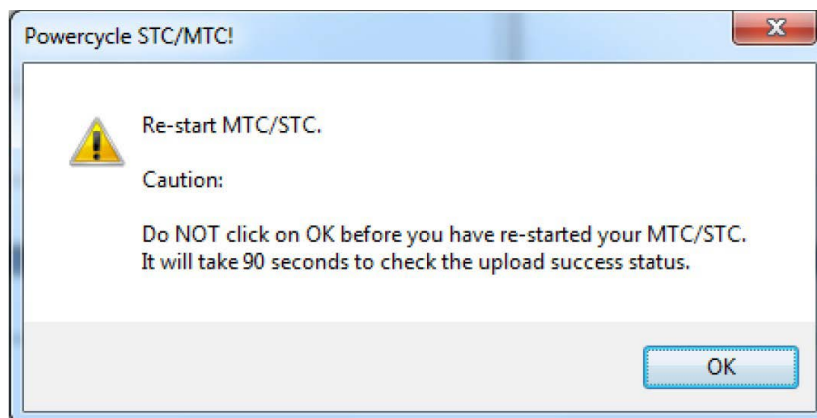 Powercycle STC/MTC!
Re-start MTC/STC.
Caution:
Do NOT click on OK before you have re-started your MTC/STC.
It will take 90 seconds to check the upload success status.
OK